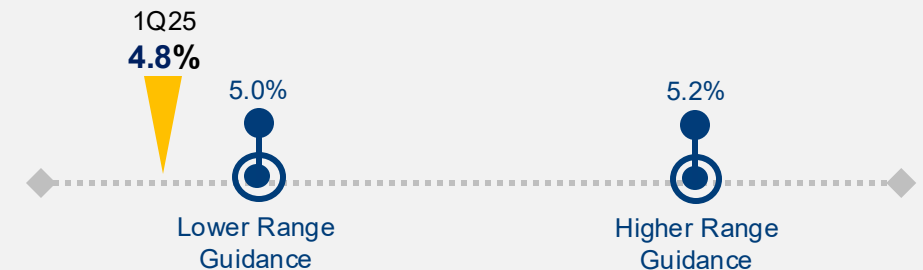 1Q25
4.8%
5.0%
5.2%
Lower Range
Guidance
Higher Range
Guidance